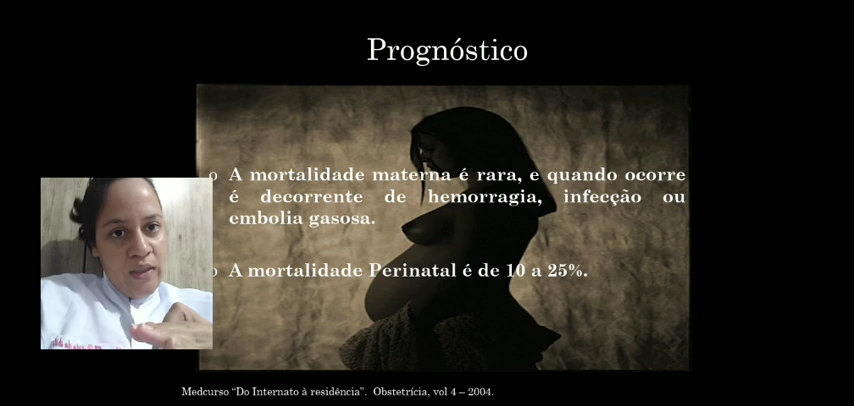 Prognóstico
o A mortalidade materna é rara, e quando ocorre
é decorrente de hemorragia, infecção ou
embolia gasosa.
o A mortalidade Perinatal é de 10 a 25%.
Medcurso “Do Internato à residência”. Obstetrícia, vol 4 – 2004.